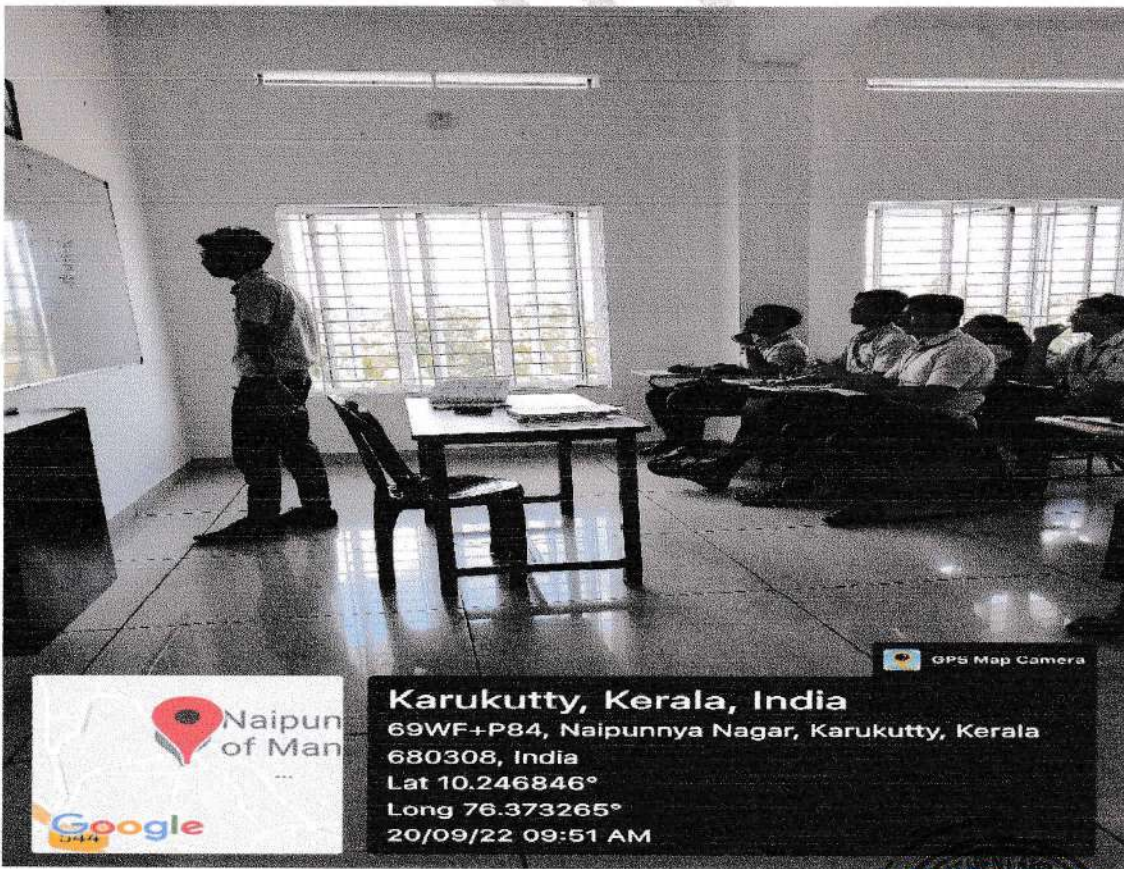 GPS Map Camera
Naipun
of Man
...
Google
544
Karukutty, Kerala, India
69WF+P84, Naipunnya Nagar, Karukutty, Kerala
680308, India
Lat 10.246846°
Long 76.373265°
20/09/22 09:51 AM